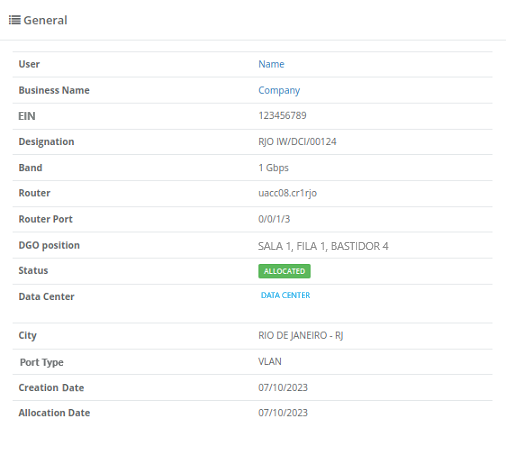 General
User Name
Business Name Company
EIN 123456789
Designation RJO IW/DCI/00124
Band 1 Gbps
Router uacc08.cr1rjo
Router Port 0/0/1/3
DGO position SALA 1, FILA 1, BASTIDOR 4
Status ALLOCATED
Data Center DATA CENTER
City RIO DE JANEIRO - RJ
Port Type VLAN
Creation Date 07/10/2023
Allocation Date 07/10/2023